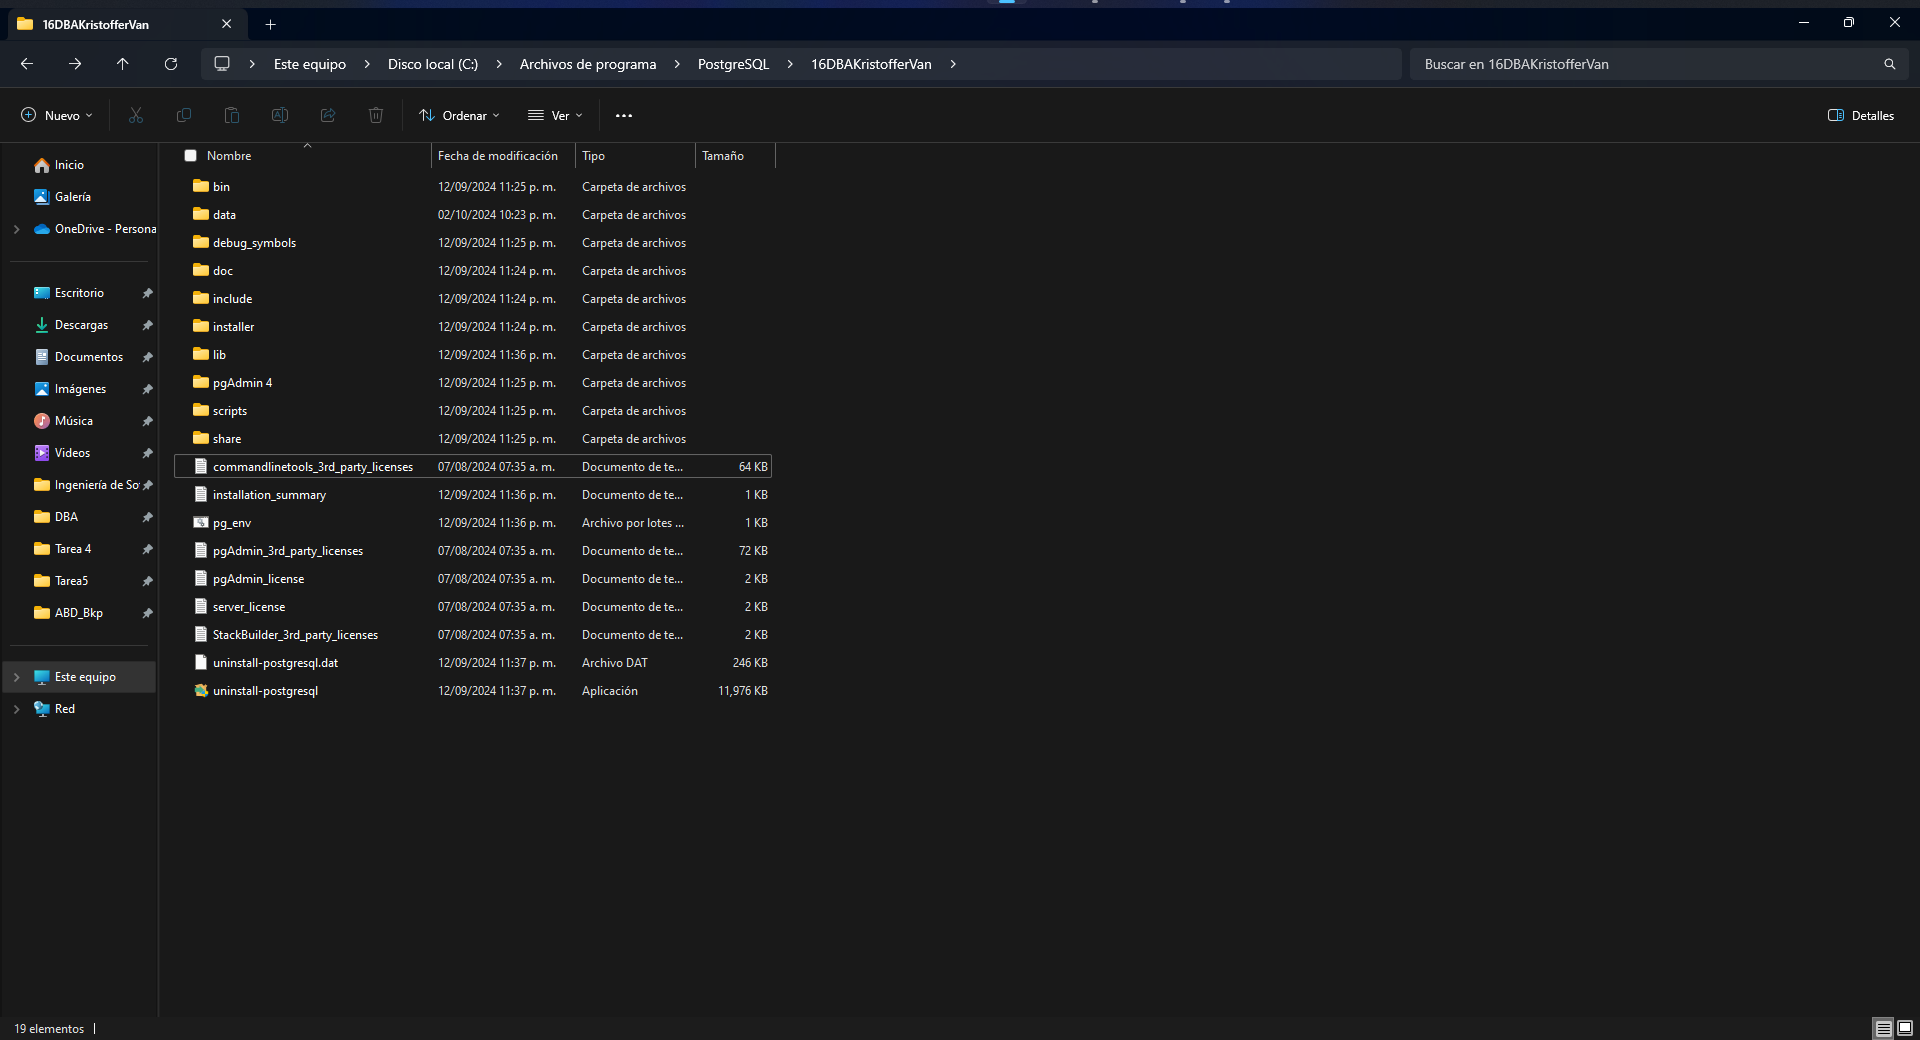 16DBAKristofferVan
Este equipo Disco local (C:) Archivos de programa PostgreSQL 16DBAKristofferVan Buscar en 16DBAKristofferVan
Nuevo Ordenar Ver Detalles
Nombre Fecha de modificación Tipo Tamaño
Inicio
Galería
OneDrive - Persona
Escritorio
Descargas
Documentos
Imágenes
Música
Videos
Ingeniería de So
DBA
Tarea 4
Tarea5
ABD_Bkp
Este equipo
Red
bin 12/09/2024 11:25 p. m. Carpeta de archivos
data 02/10/2024 10:23 p. m. Carpeta de archivos
debug_symbols 12/09/2024 11:25 p. m. Carpeta de archivos
doc 12/09/2024 11:24 p. m. Carpeta de archivos
include 12/09/2024 11:24 p. m. Carpeta de archivos
installer 12/09/2024 11:24 p. m. Carpeta de archivos
lib 12/09/2024 11:36 p. m. Carpeta de archivos
pgAdmin 4 12/09/2024 11:25 p. m. Carpeta de archivos
scripts 12/09/2024 11:25 p. m. Carpeta de archivos
share 12/09/2024 11:25 p. m. Carpeta de archivos
commandlinetools_3rd_party_licenses 07/08/2024 07:35 a. m. Documento de te... 64 KB
installation_summary 12/09/2024 11:36 p. m. Documento de te... 1 KB
pg_env 12/09/2024 11:36 p. m. Archivo por lotes ... 1 KB
pgAdmin_3rd_party_licenses 07/08/2024 07:35 a. m. Documento de te... 72 KB
pgAdmin_license 07/08/2024 07:35 a. m. Documento de te... 2 KB
server_license 07/08/2024 07:35 a. m. Documento de te... 2 KB
StackBuilder_3rd_party_licenses 07/08/2024 07:35 a. m. Documento de te... 2 KB
uninstall-postgresql.dat 12/09/2024 11:37 p. m. Archivo DAT 246 KB
uninstall-postgresql 12/09/2024 11:37 p. m. Aplicación 11,976 KB
19 elementos